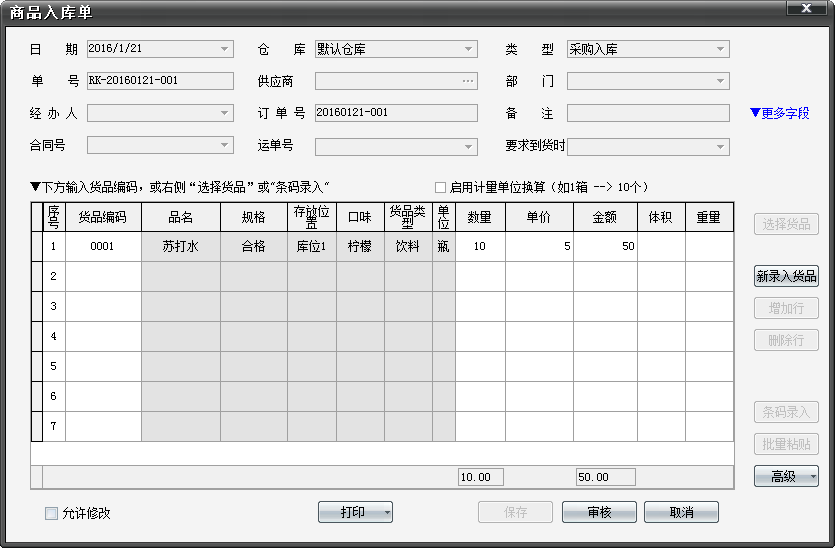 商品入库单
日 期 2016/1/21 仓 库 默认仓库 类 型 采购入库
单 号 RK-20160121-001 供应商 部 门
经 办 人 订 单 号 20160121-001 备 注 ▼更多字段
合同号 运单号 要求到货时
▼下方输入货品编码，或右侧“选择货品”或"条码录入" 启用计量单位换算（如1箱 --> 10个）
序号 货品编码 品名 规格 存放位置 口味 货品类型 单位 数量 单价 金额 体积 重量
选择货品
1 0001 苏打水 合格 库位1 柠檬 饮料 瓶 10 5 50
2
新录入货品
3
增加行
4
删除行
5
6
条码录入
7
批量粘贴
10.00 50.00
高级
允许修改 打印 保存 审核 取消